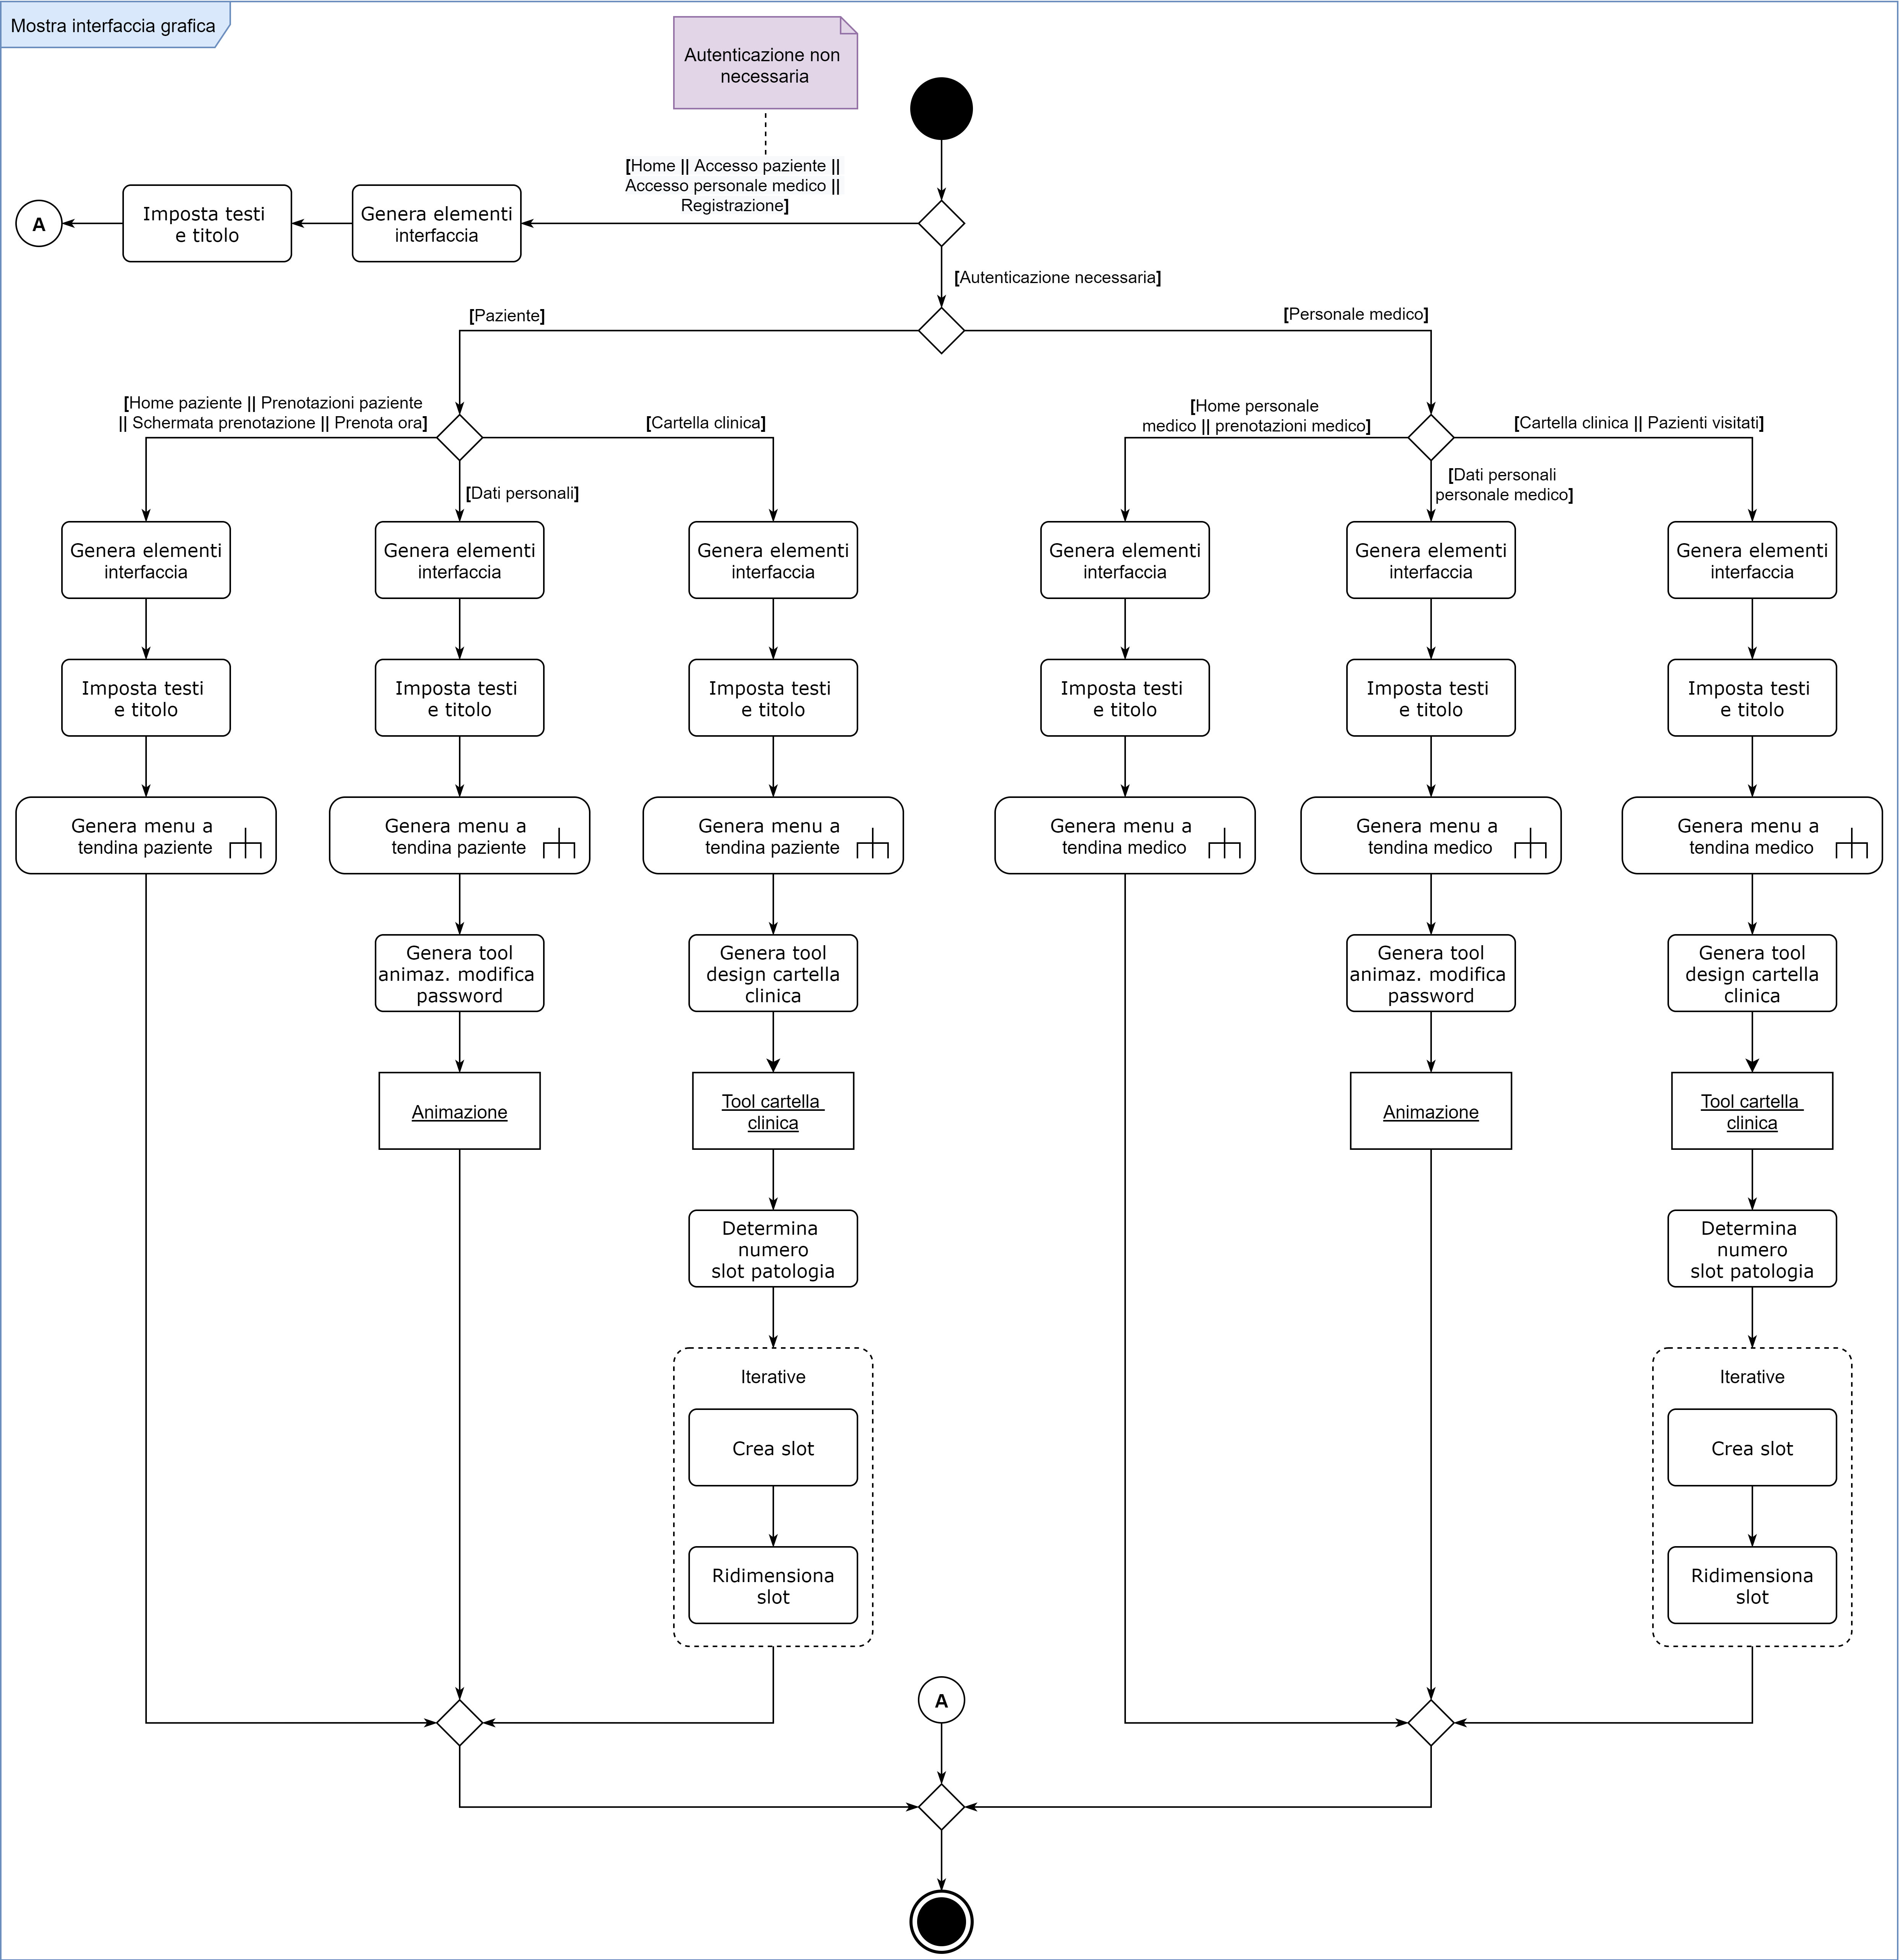 Mostra interfaccia grafica
Autenticazione non
necessaria
[Home || Accesso paziente ||
Accesso personale medico ||
Registrazione]
A
Imposta testi
e titolo
Genera elementi
interfaccia
[Autenticazione necessaria]
[Paziente]
[Personale medico]
[Home paziente || Prenotazioni paziente
|| Schermata prenotazione || Prenota ora]
[Cartella clinica]
[Dati personali]
[Home personale
medico || prenotazioni medico]
[Cartella clinica || Pazienti visitati]
[Dati personali
personale medico]
Genera elementi
interfaccia
Genera elementi
interfaccia
Genera elementi
interfaccia
Genera elementi
interfaccia
Genera elementi
interfaccia
Genera elementi
interfaccia
Imposta testi
e titolo
Imposta testi
e titolo
Imposta testi
e titolo
Imposta testi
e titolo
Imposta testi
e titolo
Imposta testi
e titolo
Genera menu a
tendina paziente
Genera menu a
tendina paziente
Genera menu a
tendina paziente
Genera menu a
tendina medico
Genera menu a
tendina medico
Genera menu a
tendina medico
Genera tool
animaz. modifica
password
Genera tool
design cartella
clinica
Genera tool
animaz. modifica
password
Genera tool
design cartella
clinica
Animazione
Tool cartella
clinica
Animazione
Tool cartella
clinica
Determina
numero
slot patologia
Determina
numero
slot patologia
Iterative
Crea slot
Ridimensiona
slot
Iterative
Crea slot
Ridimensiona
slot
A